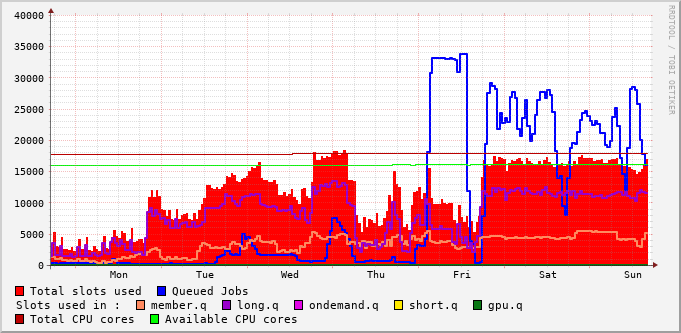 RRDTOOL / TOBI OETIKER
40000
35000
30000
25000
20000
15000
10000
5000
0
Mon Tue Wed Thu Fri Sat Sun
Total slots used Queued Jobs
Slots used in : member.q long.q ondemand.q short.q gpu.q
Total CPU cores Available CPU cores